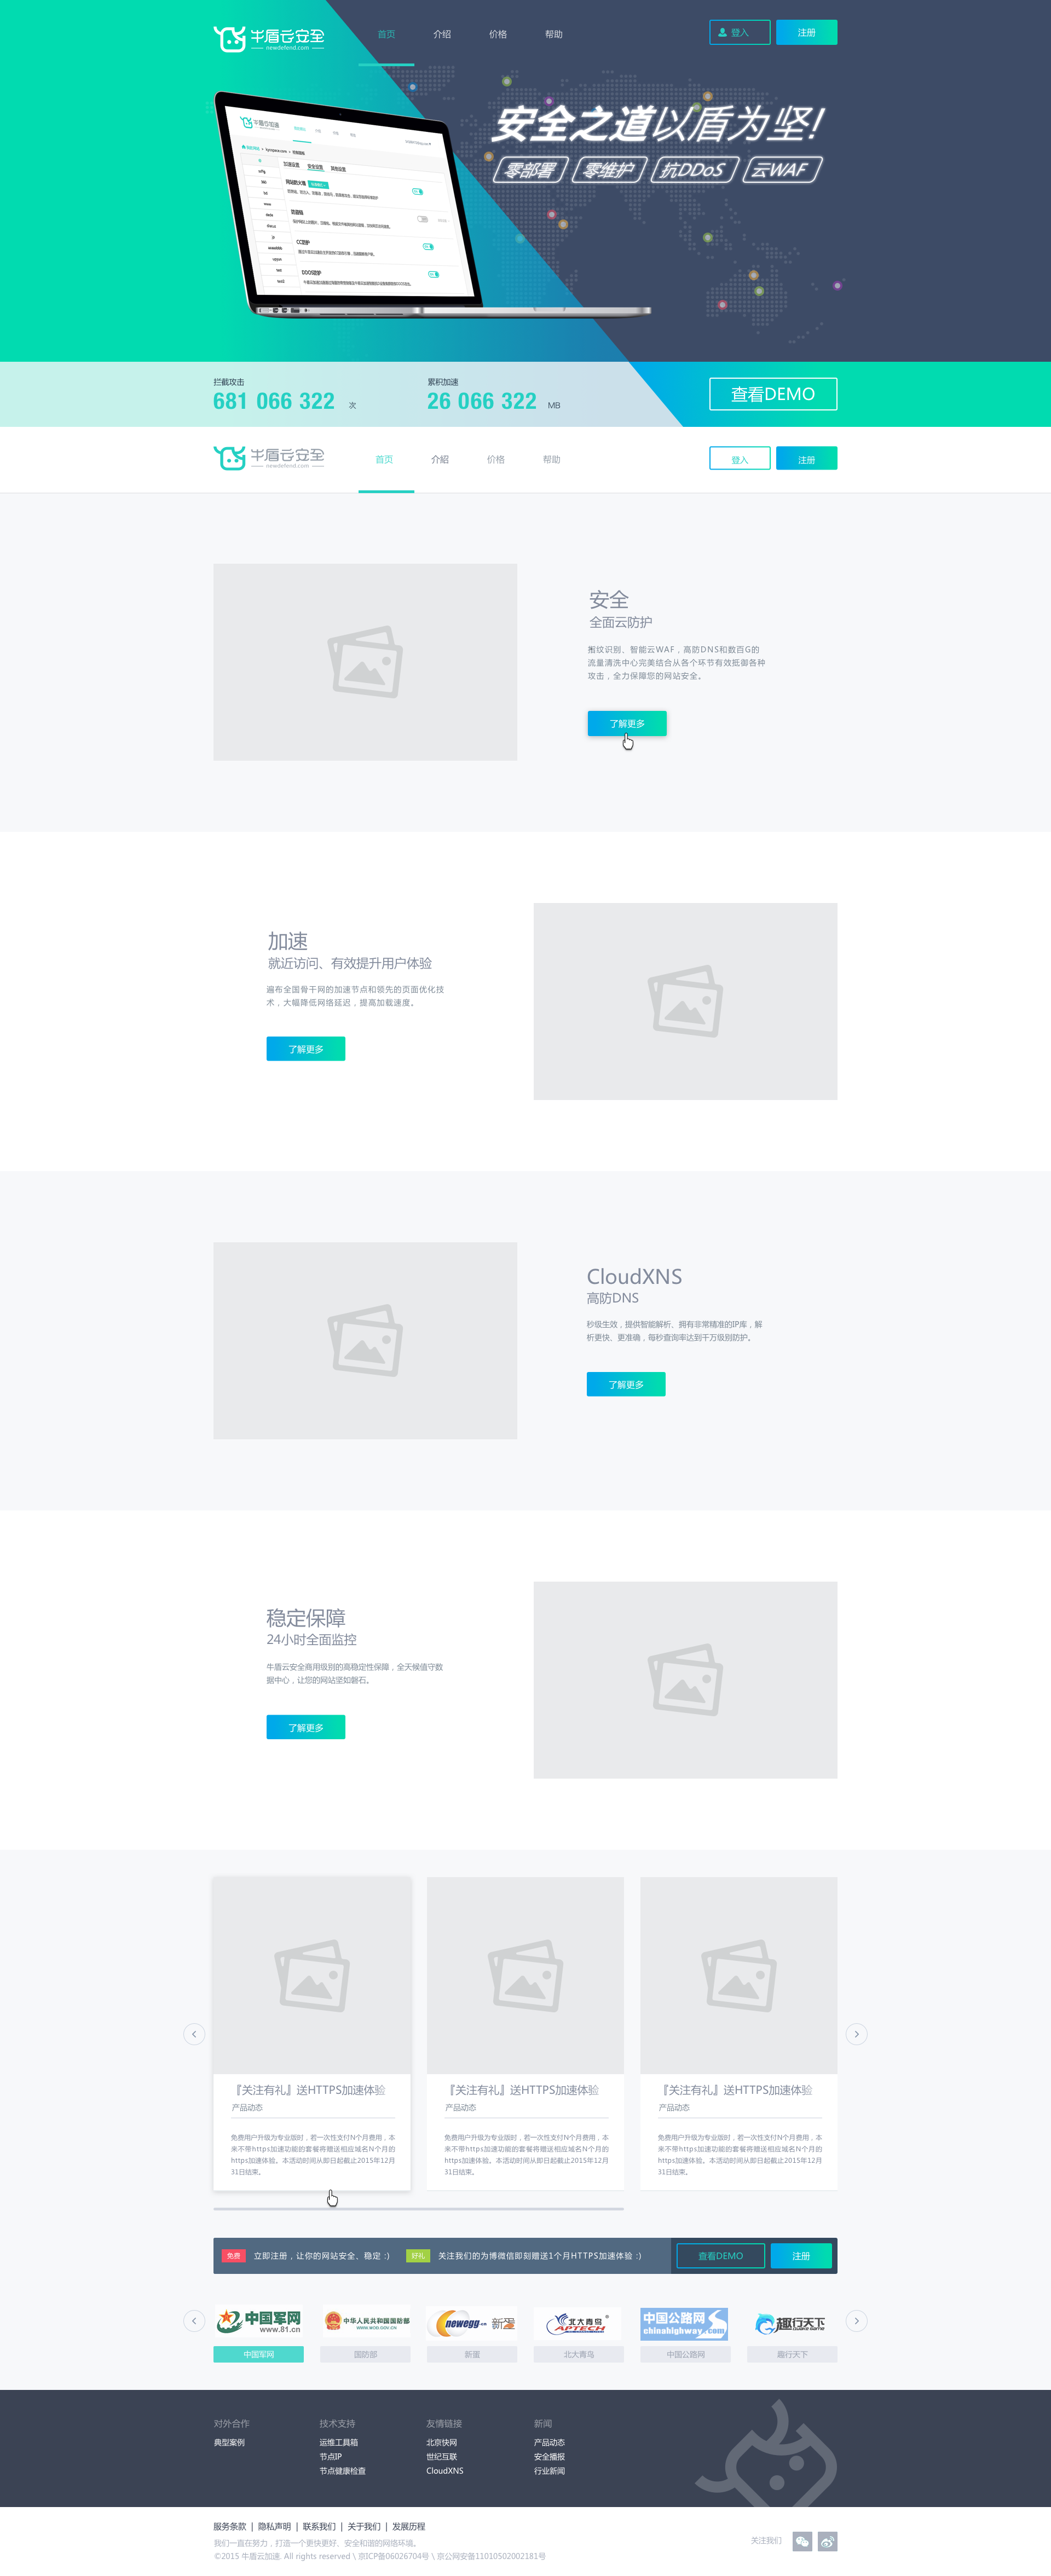 牛盾云安全
newdefend.com
首页 介绍 价格 帮助
登入 注册
安全之道以盾为坚!
零部署 零维护 抗DDoS 云WAF
牛盾云加速
加速设置 安全设置 其他设置
网站防火墙
防盗链
CC防护
DDOS防护
拦截攻击
681 066 322 次
累积加速
26 066 322 MB
查看DEMO
牛盾云安全
newdefend.com
首页 介紹 价格 帮助
登入 注册
安全
全面云防护
指纹识别、智能云WAF，高防DNS和数百G的
流量清洗中心完美结合从各个环节有效抵御各种
攻击，全力保障您的网站安全。
了解更多
加速
就近访问、有效提升用户体验
遍布全国骨干网的加速节点和领先的页面优化技
术，大幅降低网络延迟，提高加载速度。
了解更多
CloudXNS
高防DNS
秒级生效，提供智能解析、拥有非常精准的IP库，解
析更快、更准确，每秒查询率达到千万级别防护。
了解更多
稳定保障
24小时全面监控
牛盾云安全商用级别的高稳定性保障，全天候值守数
据中心，让您的网站坚如磐石。
了解更多
『关注有礼』送HTTPS加速体验
产品动态
免费用户升级为专业版时，若一次性支付N个月费用，本
来不带https加速功能的套餐将赠送相应域名N个月的
https加速体验。本活动时间从即日起截止2015年12月
31日结束。
『关注有礼』送HTTPS加速体验
产品动态
免费用户升级为专业版时，若一次性支付N个月费用，本
来不带https加速功能的套餐将赠送相应域名N个月的
https加速体验。本活动时间从即日起截止2015年12月
31日结束。
『关注有礼』送HTTPS加速体验
产品动态
免费用户升级为专业版时，若一次性支付N个月费用，本
来不带https加速功能的套餐将赠送相应域名N个月的
https加速体验。本活动时间从即日起截止2015年12月
31日结束。
免费 立即注册，让你的网站安全、稳定 :) 好礼 关注我们的为博微信即刻赠送1个月HTTPS加速体验 :) 查看DEMO 注册
中国军网
www.81.cn
中华人民共和国国防部
WWW.MOD.GOV.CN
newegg 新蛋
北大青鸟
APTECH
中国公路网
chinahighway.com
趣行天下
中国军网 国防部 新蛋 北大青鸟 中国公路网 趣行天下
对外合作
典型案例
技术支持
运维工具箱
节点IP
节点健康检查
友情链接
北京快网
世纪互联
CloudXNS
新闻
产品动态
安全播报
行业新闻
服务条款 | 隐私声明 | 联系我们 | 关于我们 | 发展历程
我们一直在努力，打造一个更快更好、安全和谐的网络环境。
©2015 牛盾云加速. All rights reserved \ 京ICP备06026704号 \ 京公网安备11010502002181号
关注我们